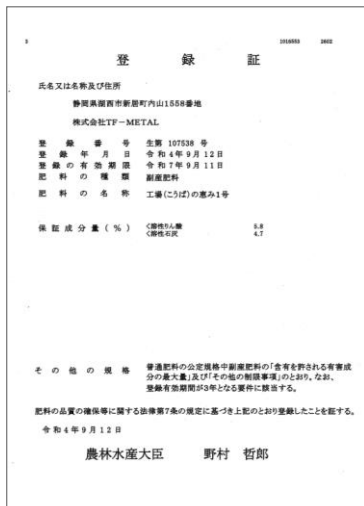 5 2016553 2602
登録証
氏名又は名称及び住所
静岡県湖西市新居町内山1558番地
株式会社TF-METAL
登録番号 生第 107538 号
登録年月日 令和4年9月12日
登録の有効期限 令和7年9月11日
肥料の種類 副産肥料
肥料の名称 工場(こうば)の恵み1号
保証成分量(%) く溶性りん酸 5.8
く溶性石灰 4.7
その他の規格 普通肥料の公定規格中副産肥料の「含有を許される有害成
分の最大量」及び「その他の制限事項」のとおり。なお、
登録有効期間が3年となる要件に該当する。
肥料の品質の確保等に関する法律第7条の規定に基づき上記のとおり登録したことを証する。
令和4年9月12日
農林水産大臣 野村 哲郎